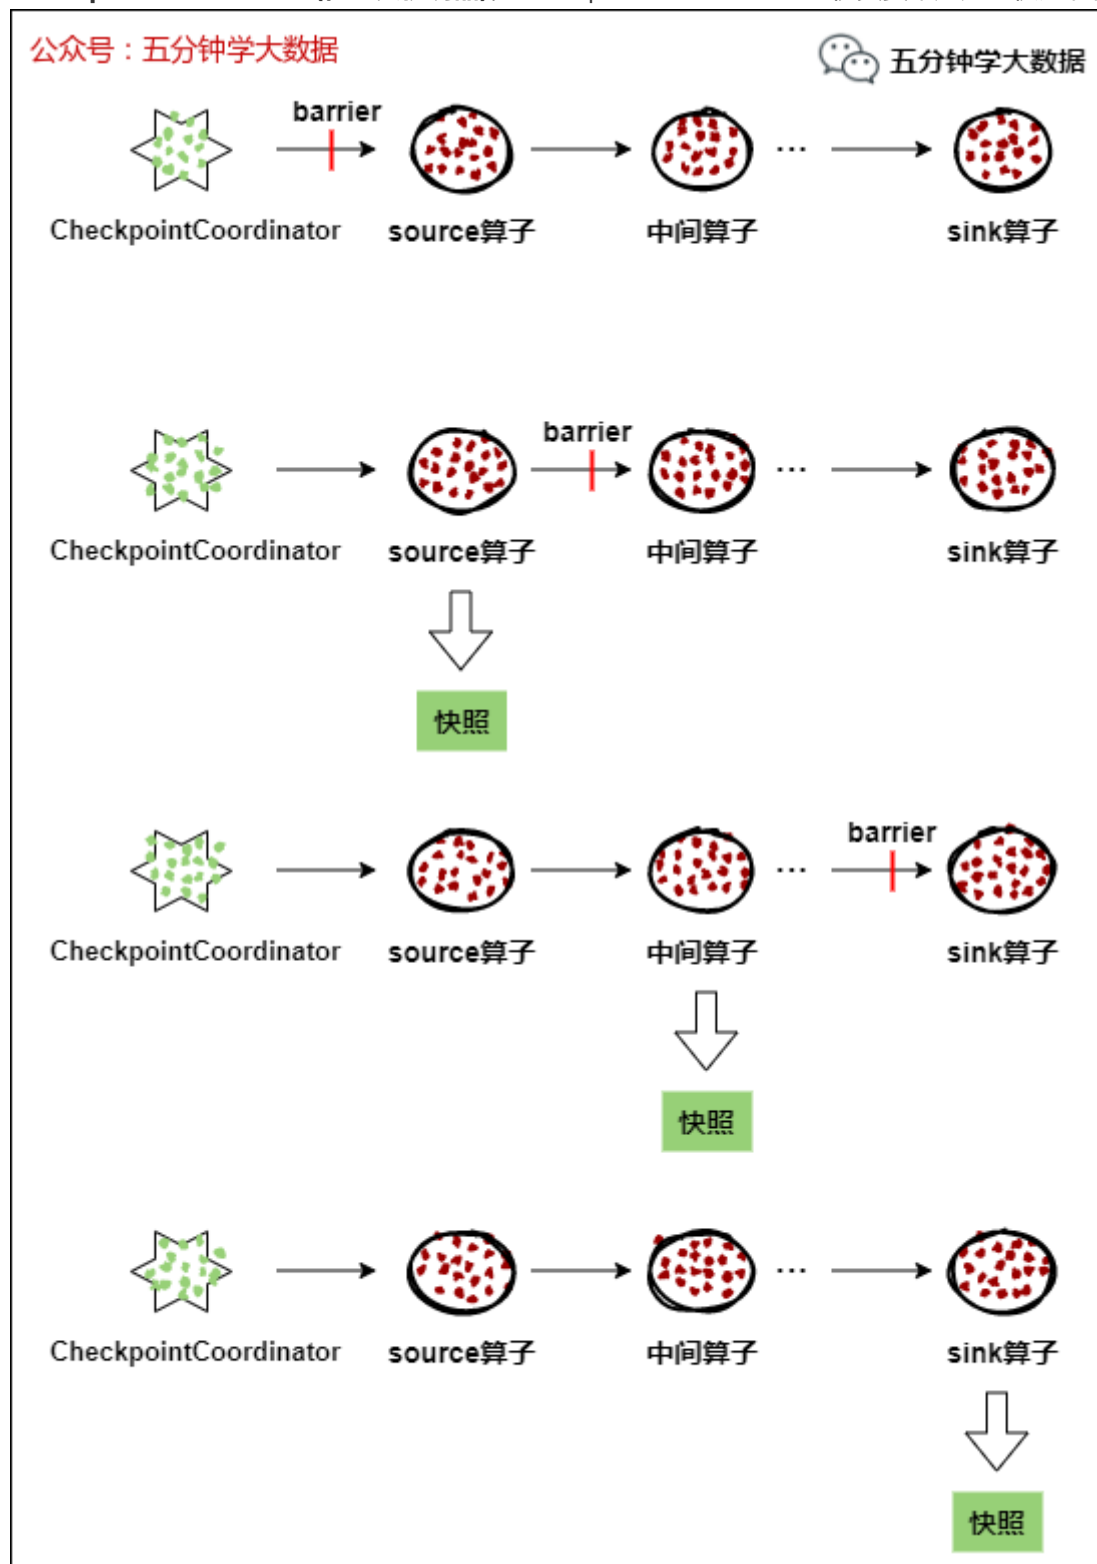 公众号：五分钟学大数据
五分钟学大数据
barrier
CheckpointCoordinator source算子 中间算子 ... sink算子
barrier
CheckpointCoordinator source算子 中间算子 ... sink算子
快照
barrier
CheckpointCoordinator source算子 中间算子 ... sink算子
快照
CheckpointCoordinator source算子 中间算子 ... sink算子
快照